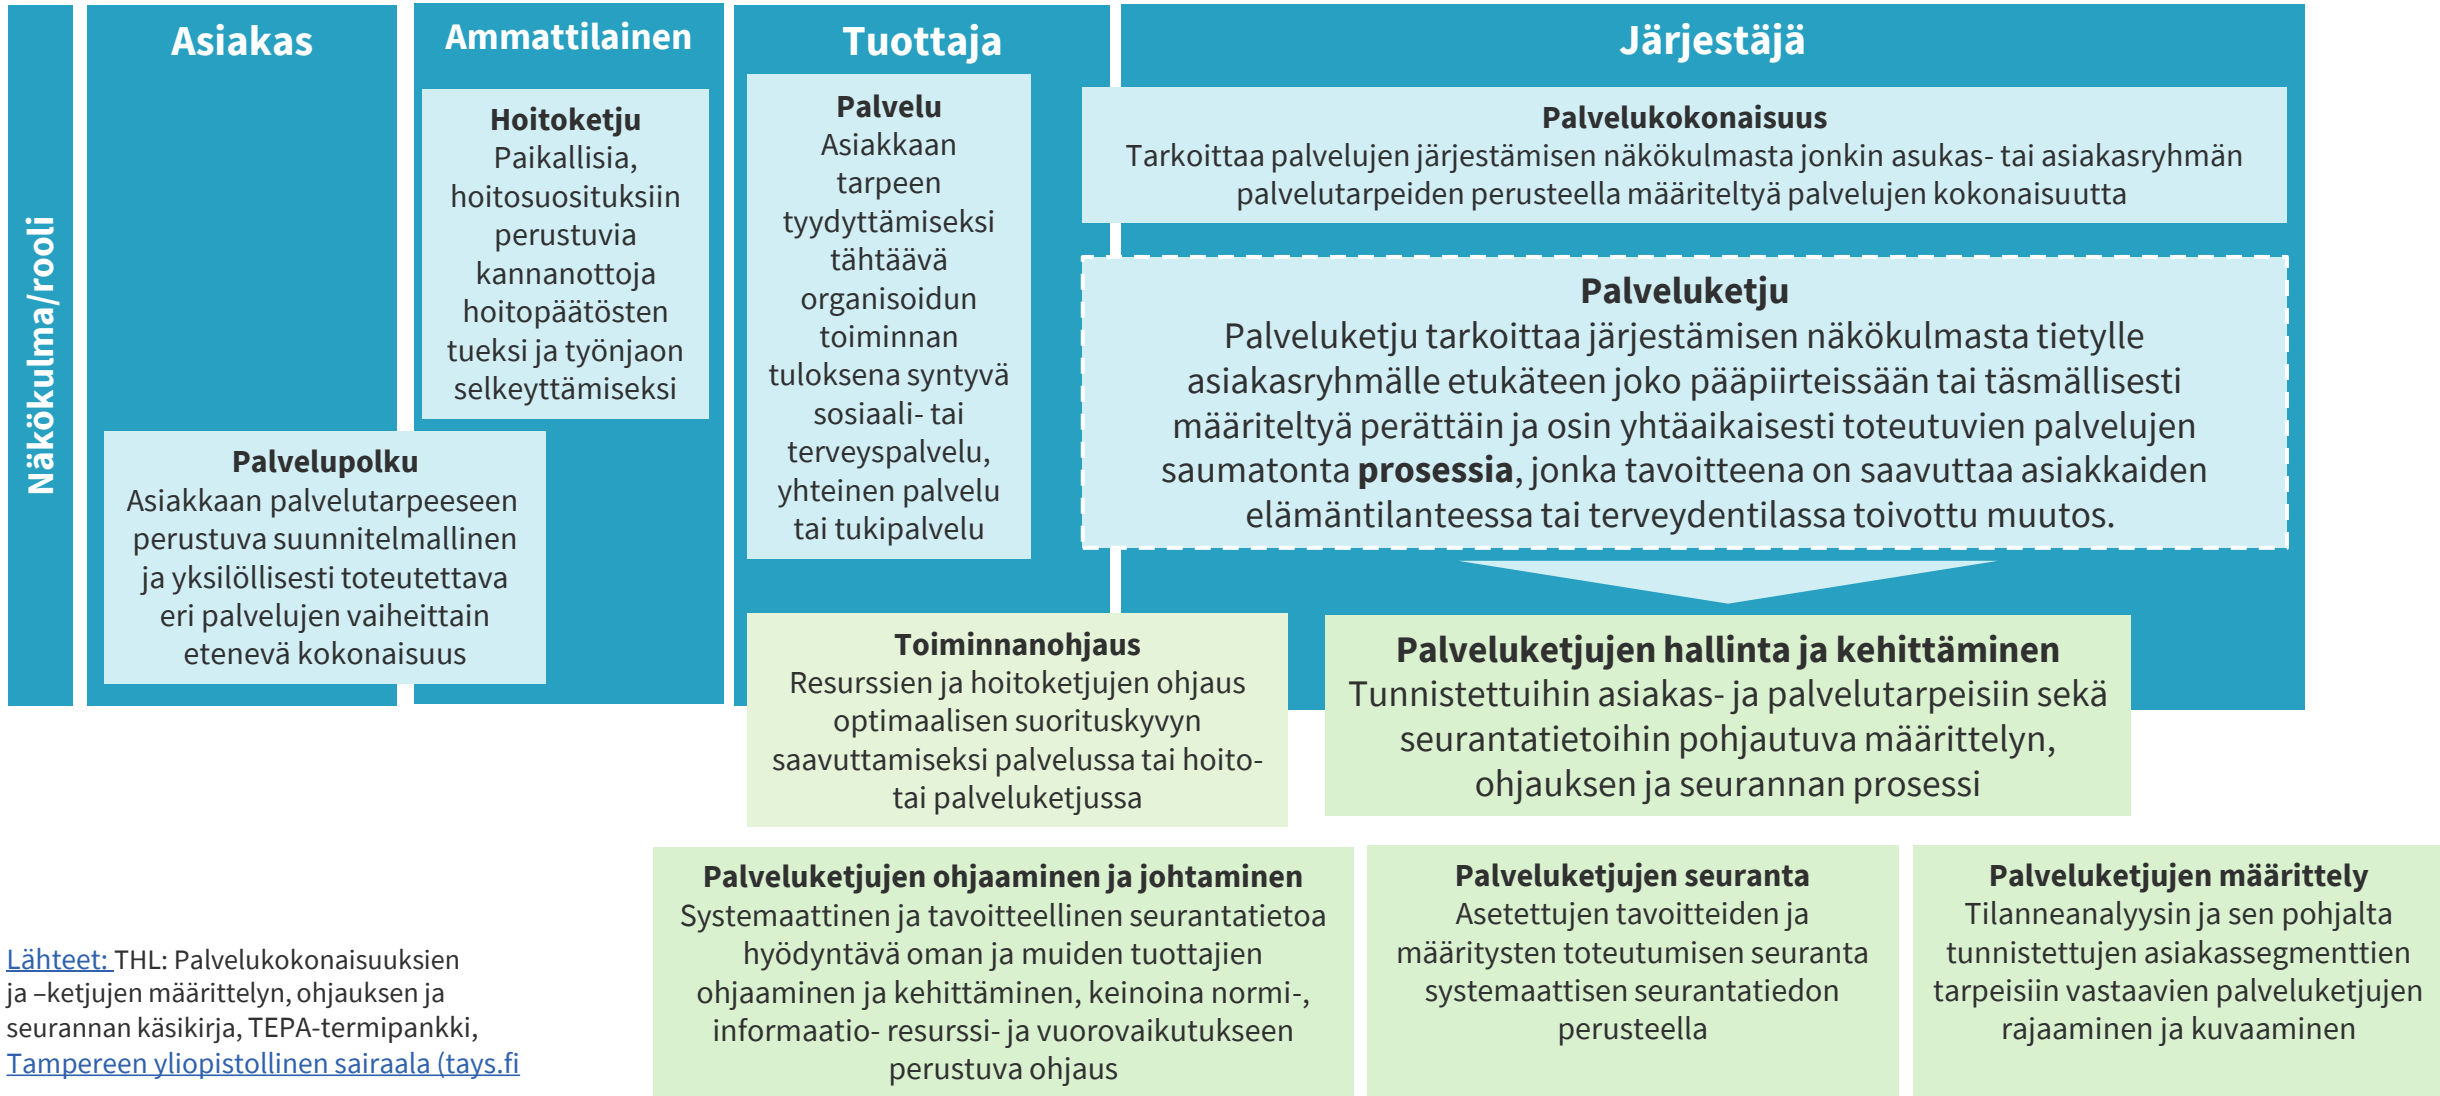 Näkökulma/rooli
Asiakas
Ammattilainen
Tuottaja
Järjestäjä
Hoitoketju
Paikallisia,
hoitosuosituksiin
perustuvia
kannanottoja
hoitopäätösten
tueksi ja työnjaon
selkeyttämiseksi
Palvelupolku
Asiakkaan palvelutarpeeseen
perustuva suunnitelmallinen
ja yksilöllisesti toteutettava
eri palvelujen vaiheittain
etenevä kokonaisuus
Palvelu
Asiakkaan
tarpeen
tyydyttämiseksi
tähtäävä
organisoidun
toiminnan
tuloksena syntyvä
sosiaali- tai
terveyspalvelu,
yhteinen palvelu
tai tukipalvelu
Palvelukokonaisuus
Tarkoittaa palvelujen järjestämisen näkökulmasta jonkin asukas- tai asiakasryhmän
palvelutarpeiden perusteella määriteltyä palvelujen kokonaisuutta
Palveluketju
Palveluketju tarkoittaa järjestämisen näkökulmasta tietylle
asiakasryhmälle etukäteen joko pääpiirteissään tai täsmällisesti
määriteltyä perättäin ja osin yhtäaikaisesti toteutuvien palvelujen
saumatonta prosessia, jonka tavoitteena on saavuttaa asiakkaiden
elämäntilanteessa tai terveydentilassa toivottu muutos.
Toiminnanohjaus
Resurssien ja hoitoketjujen ohjaus
optimaalisen suorituskyvyn
saavuttamiseksi palvelussa tai hoito-
tai palveluketjussa
Palveluketjujen hallinta ja kehittäminen
Tunnistettuihin asiakas- ja palvelutarpeisiin sekä
seurantatietoihin pohjautuva määrittelyn,
ohjauksen ja seurannan prosessi
Palveluketjujen ohjaaminen ja johtaminen
Systemaattinen ja tavoitteellinen seurantatietoa
hyödyntävä oman ja muiden tuottajien
ohjaaminen ja kehittäminen, keinoina normi-,
informaatio- resurssi- ja vuorovaikutukseen
perustuva ohjaus
Palveluketjujen seuranta
Asetettujen tavoitteiden ja
määritysten toteutumisen seuranta
systemaattisen seurantatiedon
perusteella
Palveluketjujen määrittely
Tilanneanalyysin ja sen pohjalta
tunnistettujen asiakassegmenttien
tarpeisiin vastaavien palveluketjujen
rajaaminen ja kuvaaminen
Lähteet: THL: Palvelukokonaisuuksien
ja –ketjujen määrittelyn, ohjauksen ja
seurannan käsikirja, TEPA-termipankki,
Tampereen yliopistollinen sairaala (tays.fi